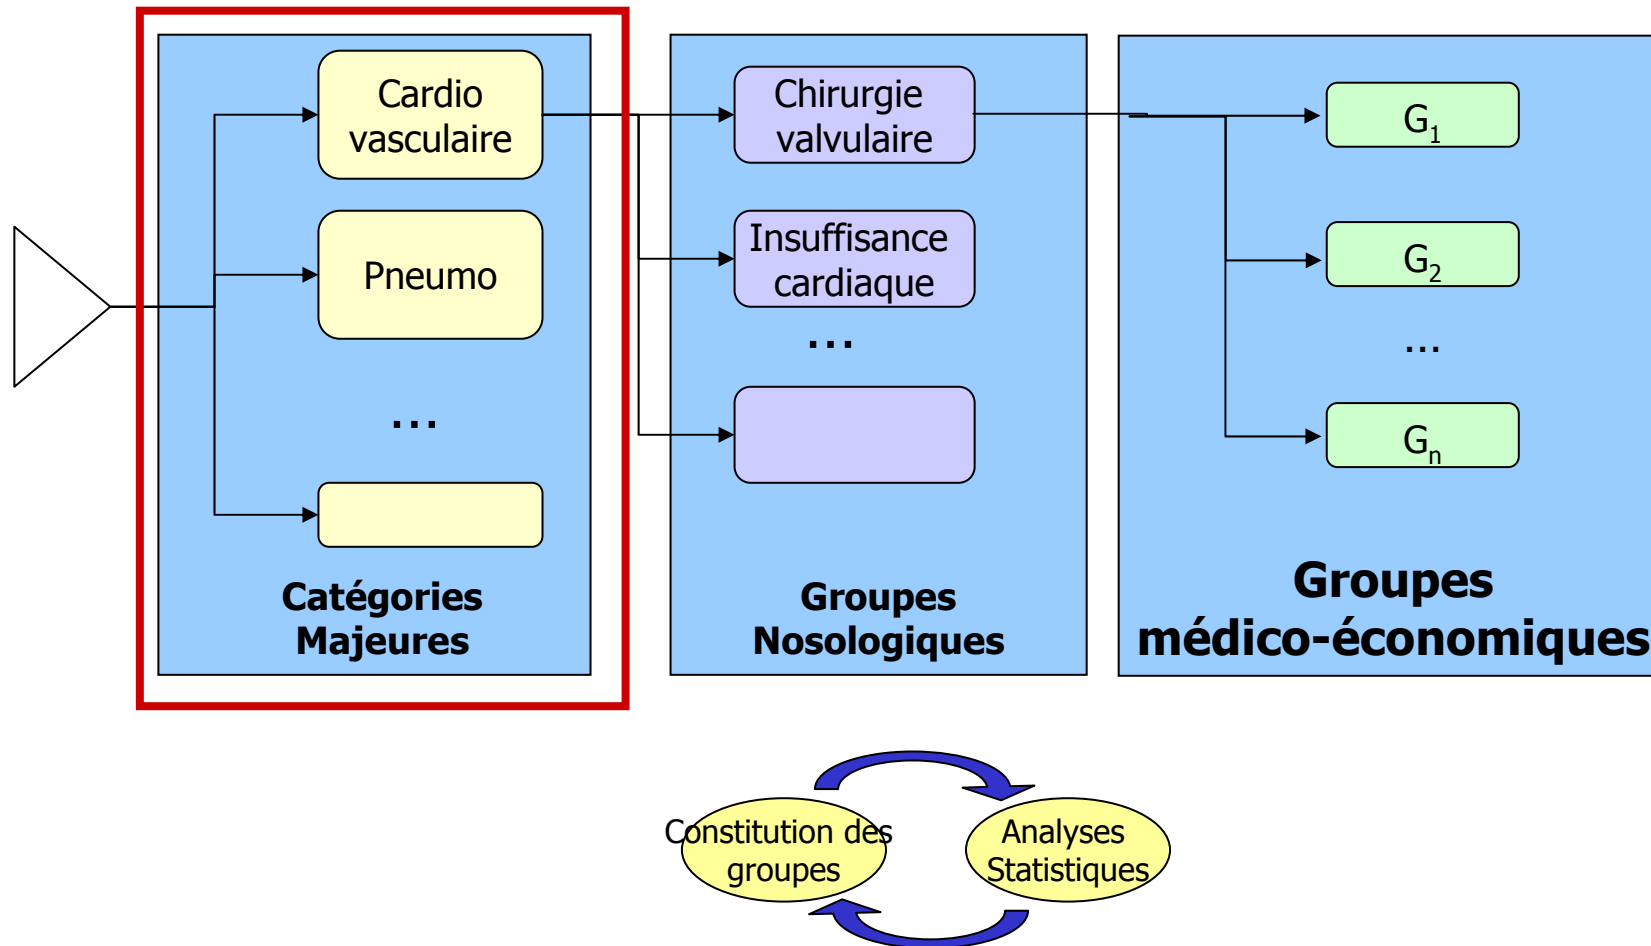 Cardio
vasculaire
Pneumo
...
Catégories
Majeures
Chirurgie
valvulaire
Insuffisance
cardiaque
...
Groupes
Nosologiques
G1
G2
...
Gn
Groupes
médico-économiques
Constitution des
groupes
Analyses
Statistiques